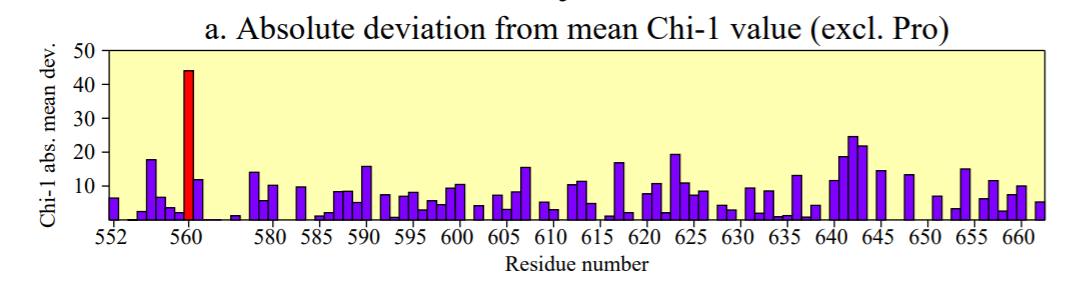 a. Absolute deviation from mean Chi-1 value (excl. Pro)
Chi-1 abs. mean dev.
50
40
30
20
10
552 560 580 585 590 595 600 605 610 615 620 625 630 635 640 645 650 655 660
Residue number